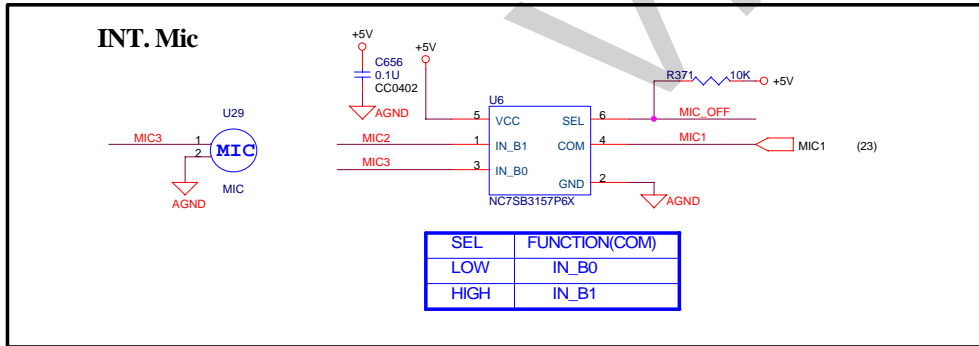 INT. Mic
+5V
+5V
C656
0.1U
CC0402
AGND
R371
10K
+5V
U29
MIC3
1
2
MIC
MIC
AGND
U6
5
VCC
SEL
6
MIC_OFF
MIC2
1
IN_B1
COM
4
MIC1
MIC1
(23)
MIC3
3
IN_B0
GND
2
AGND
NC7SB3157P6X
SEL FUNCTION(COM)
LOW IN_B0
HIGH IN_B1